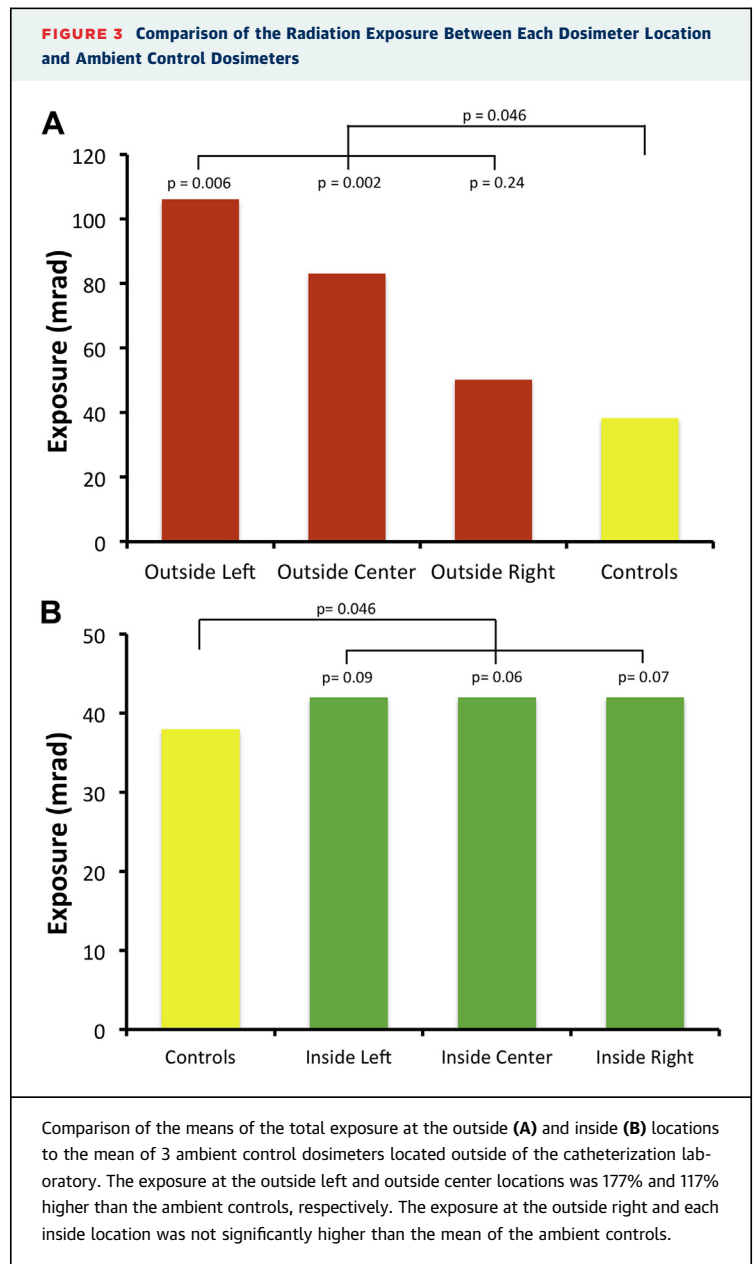 FIGURE 3 Comparison of the Radiation Exposure Between Each Dosimeter Location
and Ambient Control Dosimeters
A
p = 0.046
p = 0.006 p = 0.002 p = 0.24
120
100
80
60
40
20
0
Exposure (mrad)
Outside Left Outside Center Outside Right Controls
B
p= 0.046
p= 0.09 p= 0.06 p= 0.07
50
40
30
20
10
0
Exposure (mrad)
Controls Inside Left Inside Center Inside Right
Comparison of the means of the total exposure at the outside (A) and inside (B) locations
to the mean of 3 ambient control dosimeters located outside of the catheterization lab-
oratory. The exposure at the outside left and outside center locations was 177% and 117%
higher than the ambient controls, respectively. The exposure at the outside right and each
inside location was not significantly higher than the mean of the ambient controls.